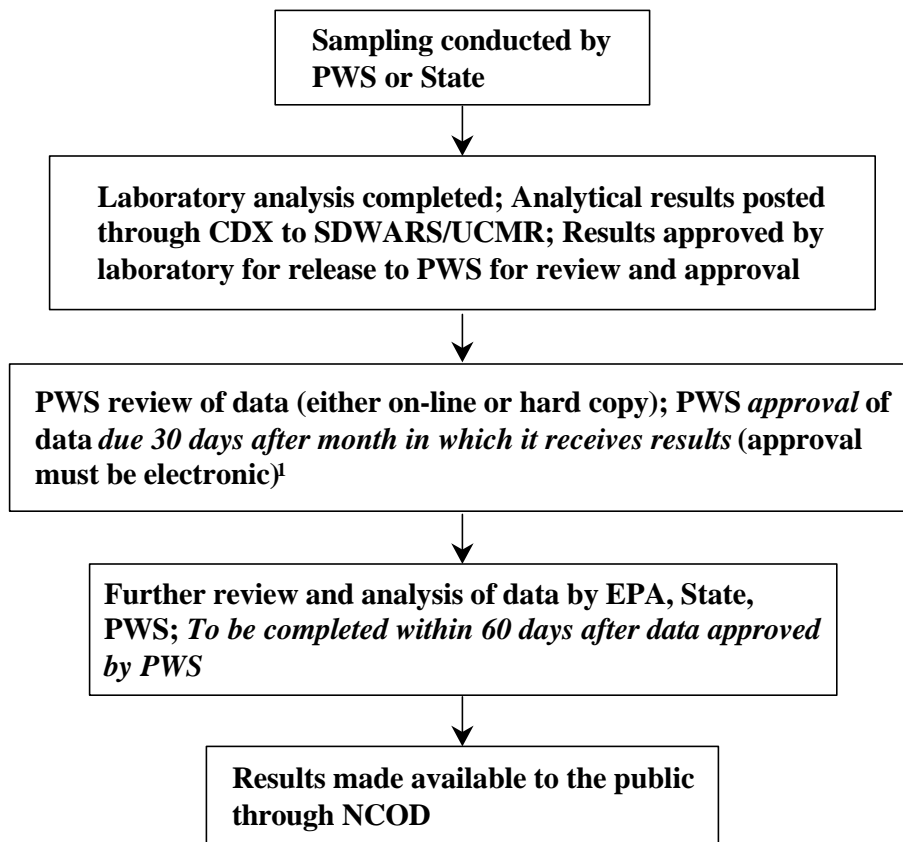 Sampling conducted by
PWS or State
Laboratory analysis completed; Analytical results posted
through CDX to SDWARS/UCMR; Results approved by
laboratory for release to PWS for review and approval
PWS review of data (either on-line or hard copy); PWS approval of
data due 30 days after month in which it receives results (approval
must be electronic)¹
Further review and analysis of data by EPA, State,
PWS; To be completed within 60 days after data approved
by PWS
Results made available to the public
through NCOD